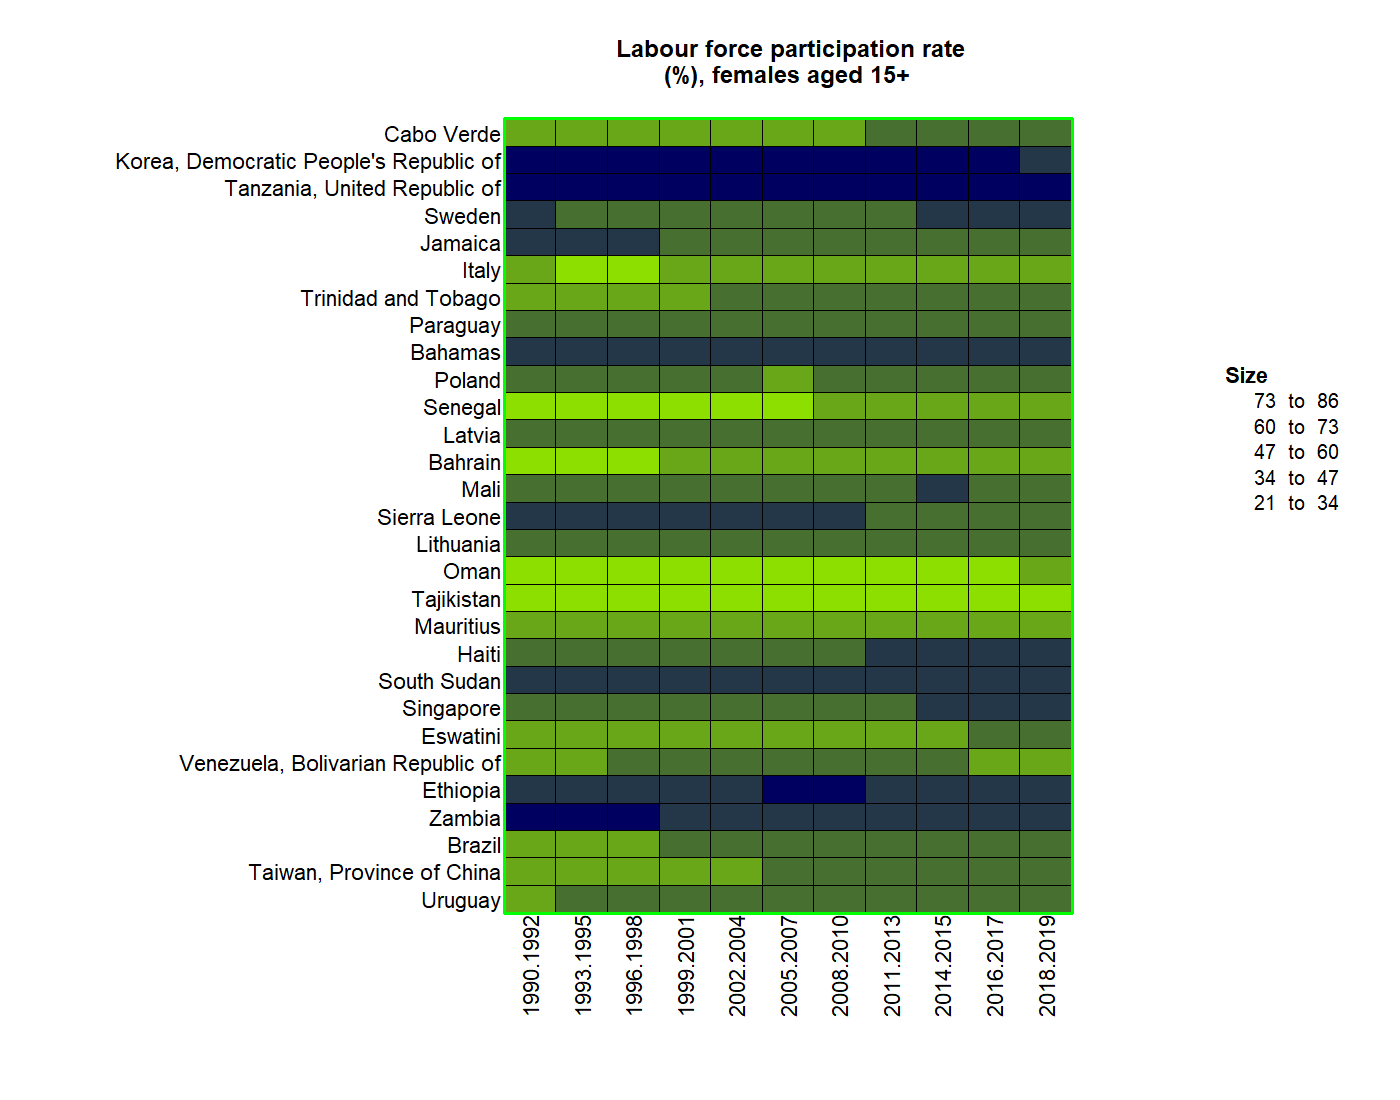 Labour force participation rate
(%), females aged 15+
Cabo Verde
Korea, Democratic People's Republic of
Tanzania, United Republic of
Sweden
Jamaica
Italy
Trinidad and Tobago
Paraguay
Bahamas
Poland
Senegal
Latvia
Bahrain
Mali
Sierra Leone
Lithuania
Oman
Tajikistan
Mauritius
Haiti
South Sudan
Singapore
Eswatini
Venezuela, Bolivarian Republic of
Ethiopia
Zambia
Brazil
Taiwan, Province of China
Uruguay
1990.1992
1993.1995
1996.1998
1999.2001
2002.2004
2005.2007
2008.2010
2011.2013
2014.2015
2016.2017
2018.2019
Size
73 to 86
60 to 73
47 to 60
34 to 47
21 to 34